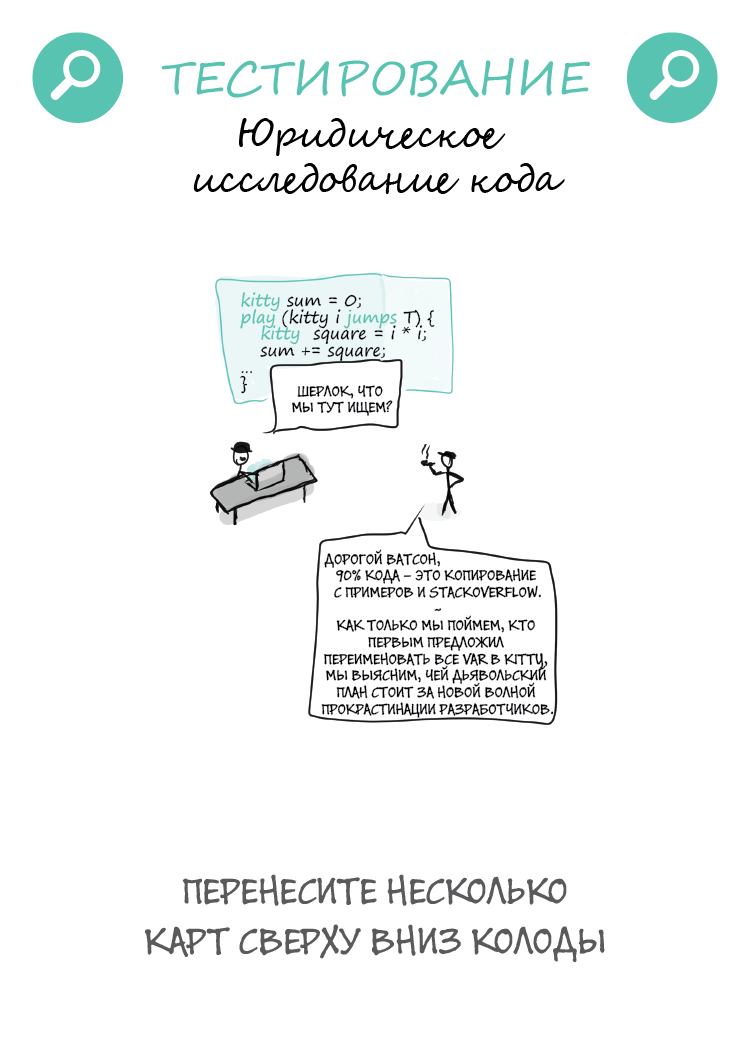 ТЕСТИРОВАНИЕ
Юридическое
исследование кода
kitty sum = 0;
play (kitty i jumps T) {
kitty square = i * i;
sum += square;
...
}
ШЕРЛОК, ЧТО
МЫ ТУТ ИЩЕМ?
ДОРОГОЙ ВАТСОН,
90% КОДА – ЭТО КОПИРОВАНИЕ
С ПРИМЕРОВ И STACKOVERFLOW.
~
КАК ТОЛЬКО МЫ ПОЙМЕМ, КТО
ПЕРВЫМ ПРЕДЛОЖИЛ
ПЕРЕИМЕНОВАТЬ ВСЕ VAR В KITTY,
МЫ ВЫЯСНИМ, ЧЕЙ ДЬЯВОЛЬСКИЙ
ПЛАН СТОИТ ЗА НОВОЙ ВОЛНОЙ
ПРОКРАСТИНАЦИИ РАЗРАБОТЧИКОВ.
ПЕРЕНЕСИТЕ НЕСКОЛЬКО
КАРТ СВЕРХУ ВНИЗ КОЛОДЫ